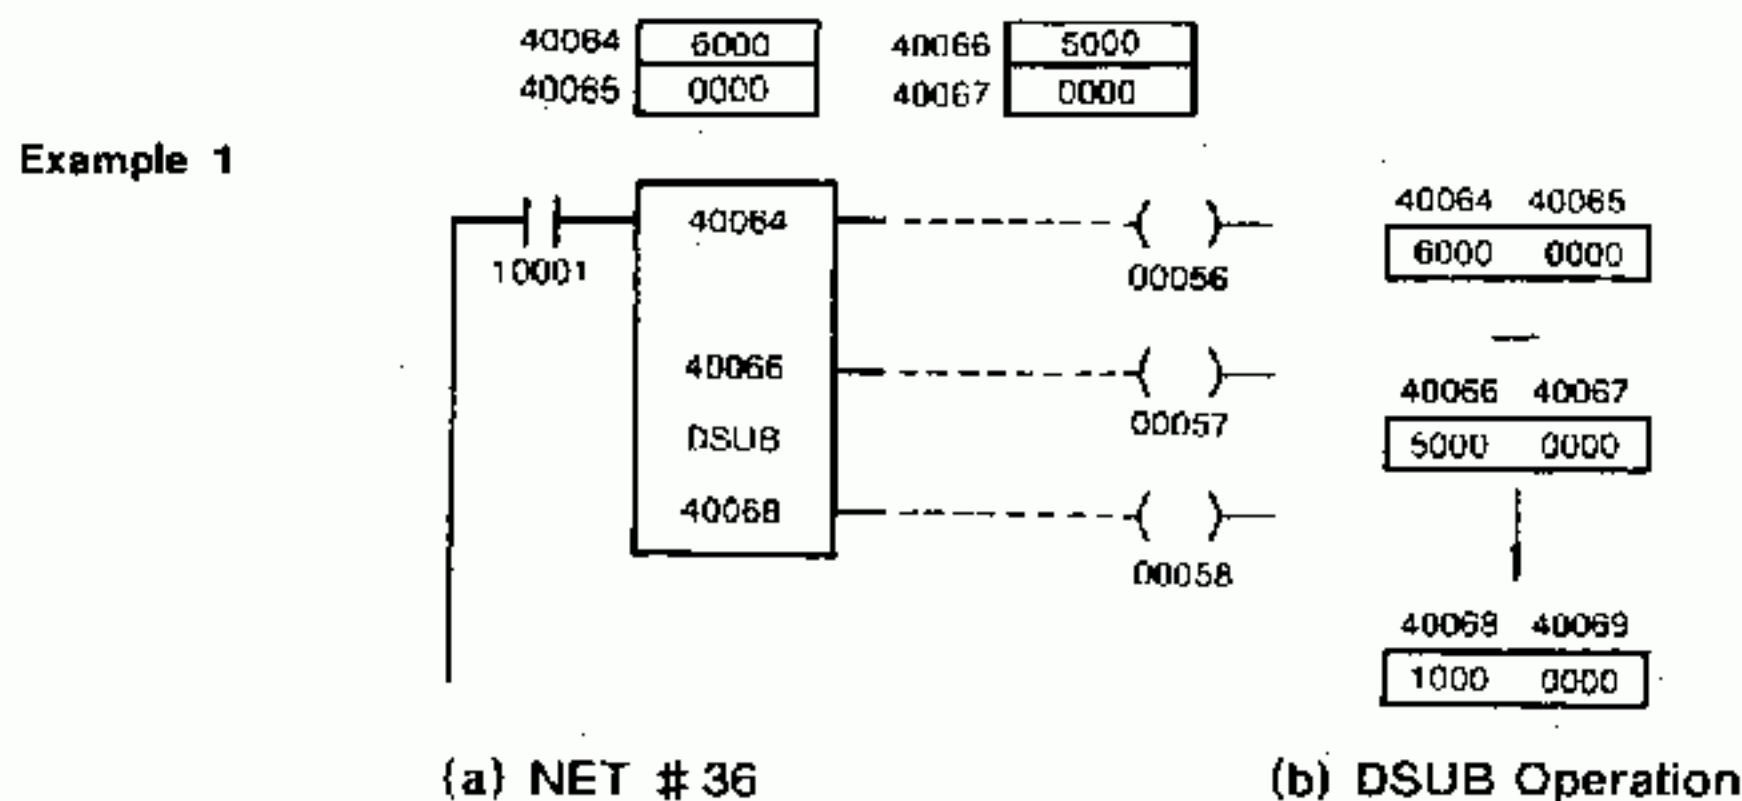 40064 6000 40066 5000
40065 0000 40067 0000
Example 1
40064
10001
00056
40066
00057
DSUB
40068
00058
40064 40065
6000 0000
—
40066 40067
5000 0000
40068 40069
1000 0000
(a) NET # 36
(b) DSUB Operation